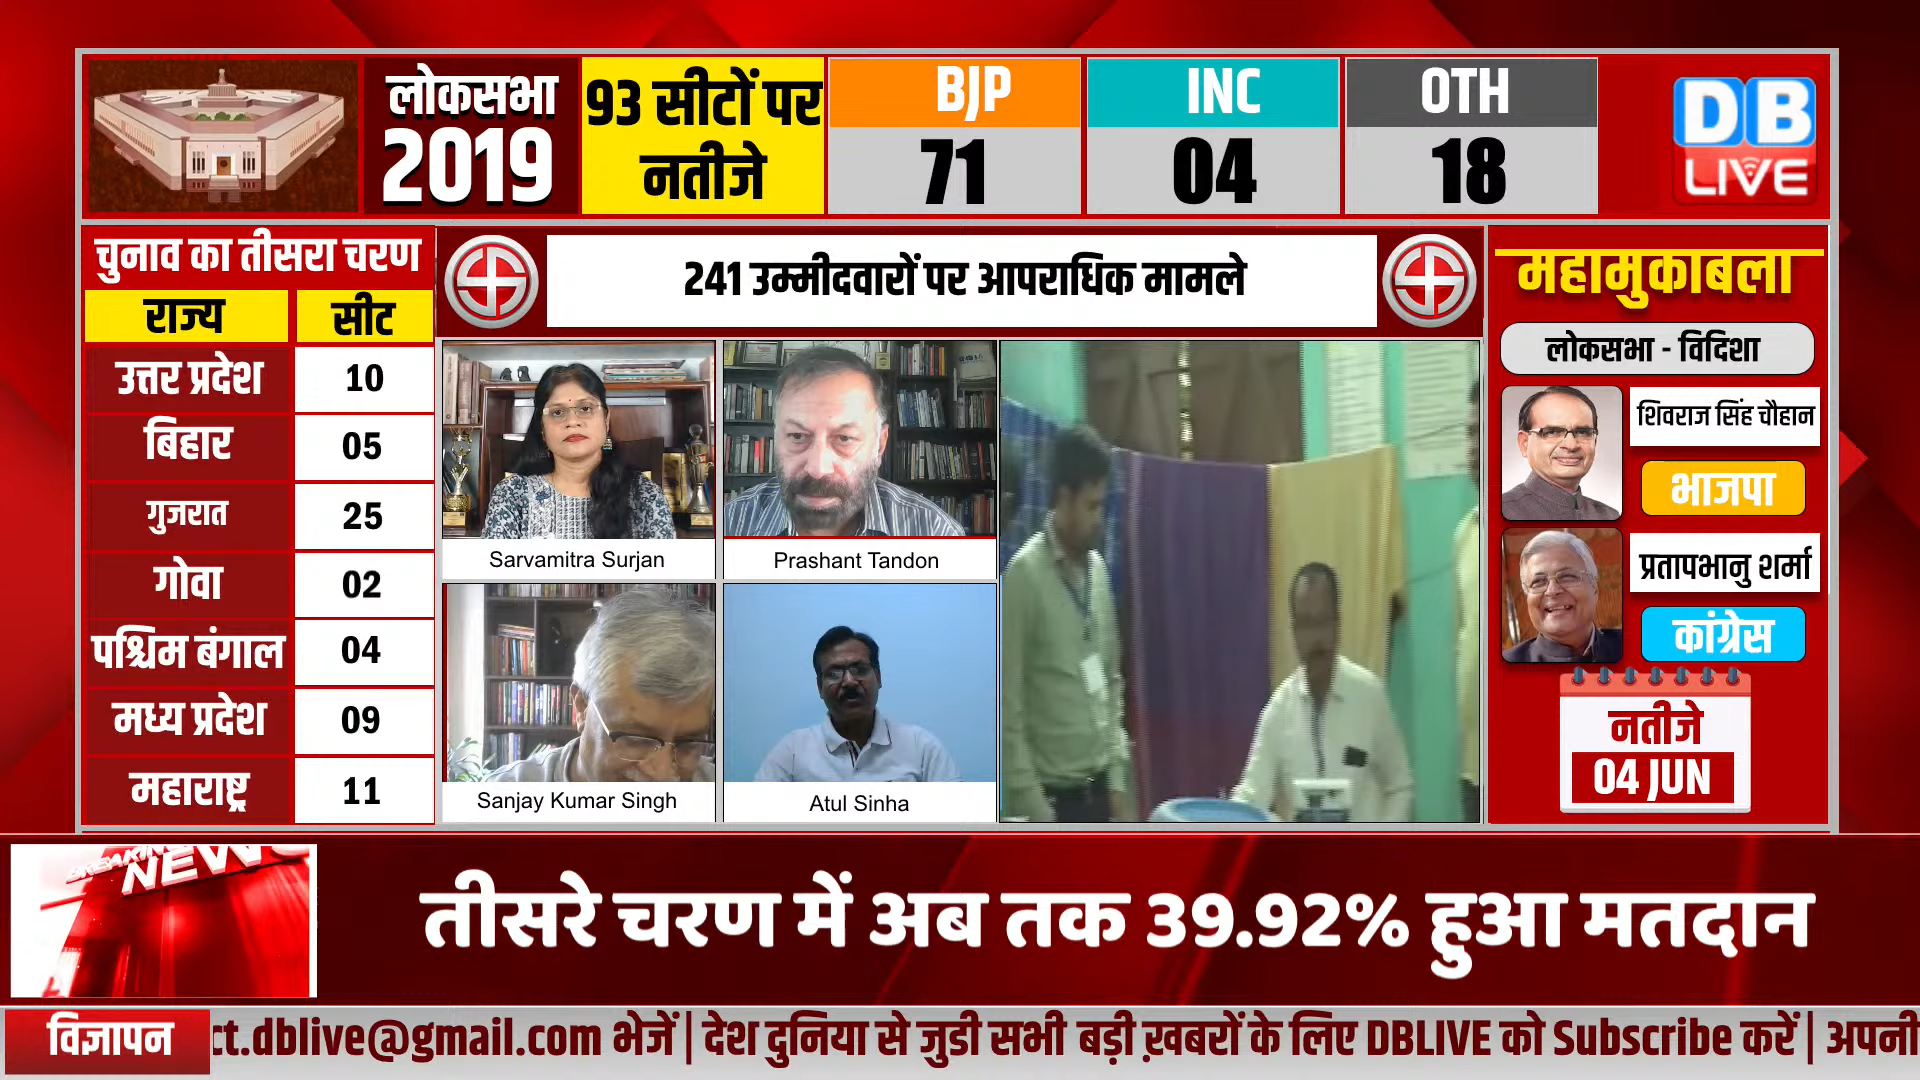 लोकसभा
2019
93 सीटों पर
नतीजे
BJP
71
INC
04
OTH
18
DB
LIVE
चुनाव का तीसरा चरण
राज्य
सीट
उत्तर प्रदेश
10
बिहार
05
गुजरात
25
गोवा
02
पश्चिम बंगाल
04
मध्य प्रदेश
09
महाराष्ट्र
11
241 उम्मीदवारों पर आपराधिक मामले
Sarvamitra Surjan
Prashant Tandon
Sanjay Kumar Singh
Atul Sinha
महामुकाबला
लोकसभा - विदिशा
शिवराज सिंह चौहान
भाजपा
प्रतापभानु शर्मा
कांग्रेस
नतीजे
04 JUN
BREAKING
NEWS
तीसरे चरण में अब तक 39.92% हुआ मतदान
विज्ञापन
ct.dblive@gmail.com भेजें | देश दुनिया से जुडी सभी बड़ी ख़बरों के लिए DBLIVE को Subscribe करें | अपनी